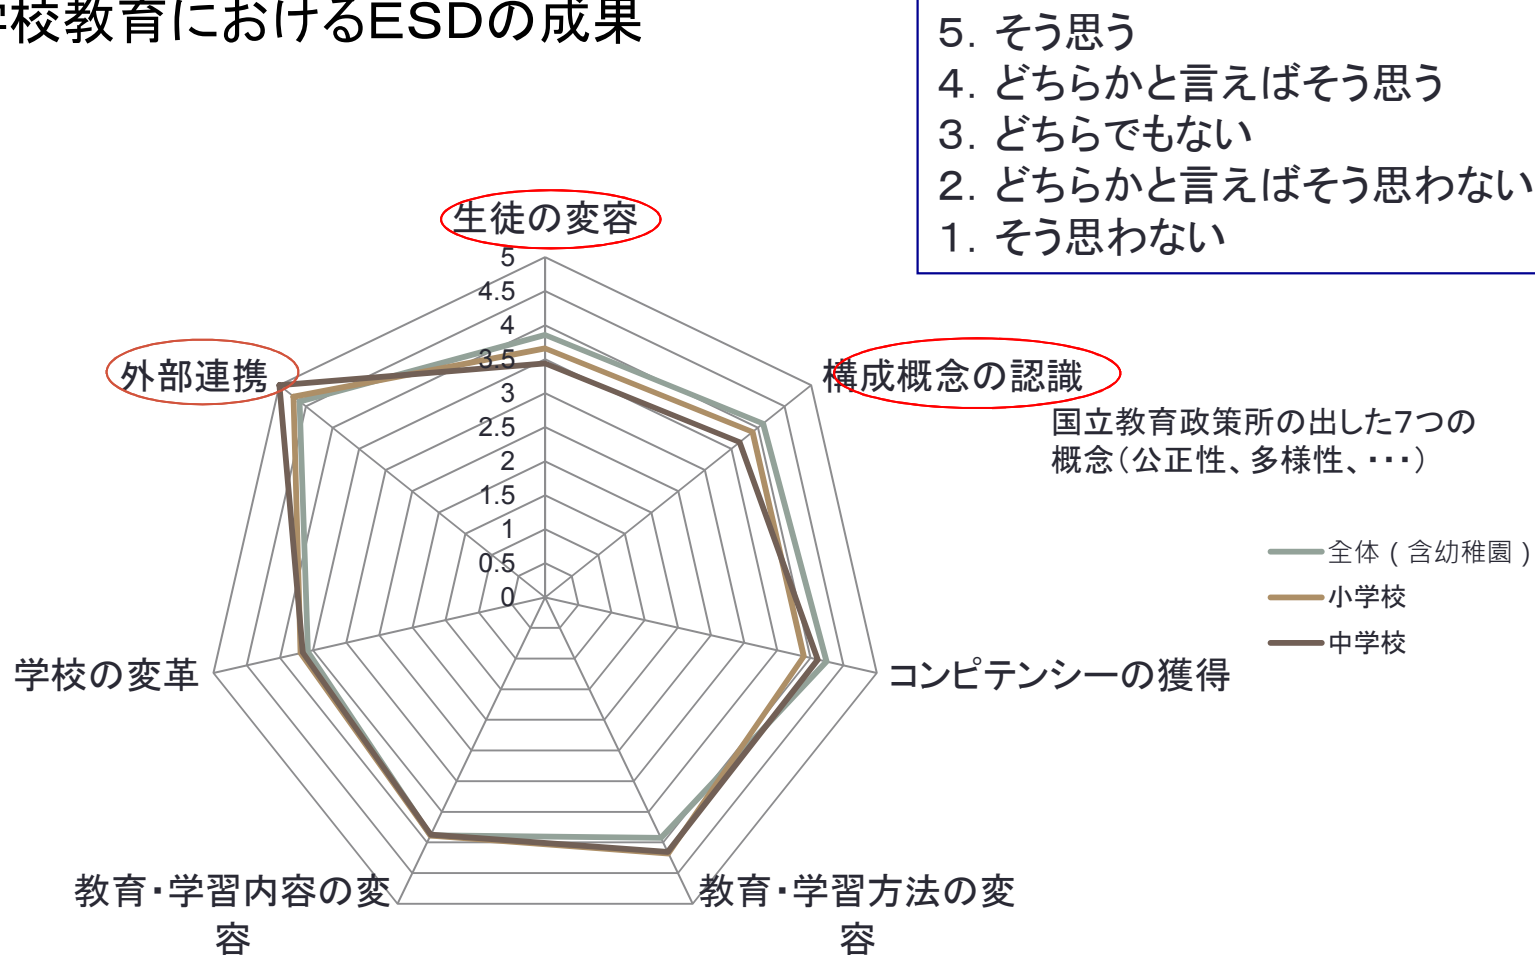 校教育におけるESDの成果
5．そう思う
4．どちらかと言えばそう思う
3．どちらでもない
2．どちらかと言えばそう思わない
1．そう思わない
生徒の変容
5
4.5
4
3.5
3
2.5
2
1.5
1
0.5
0
外部連携
構成概念の認識
国立教育政策所の出した7つの
概念（公正性、多様性、・・・）
全体（含幼稚園）
小学校
中学校
学校の変革
コンピテンシーの獲得
教育・学習内容の変
容
教育・学習方法の変
容